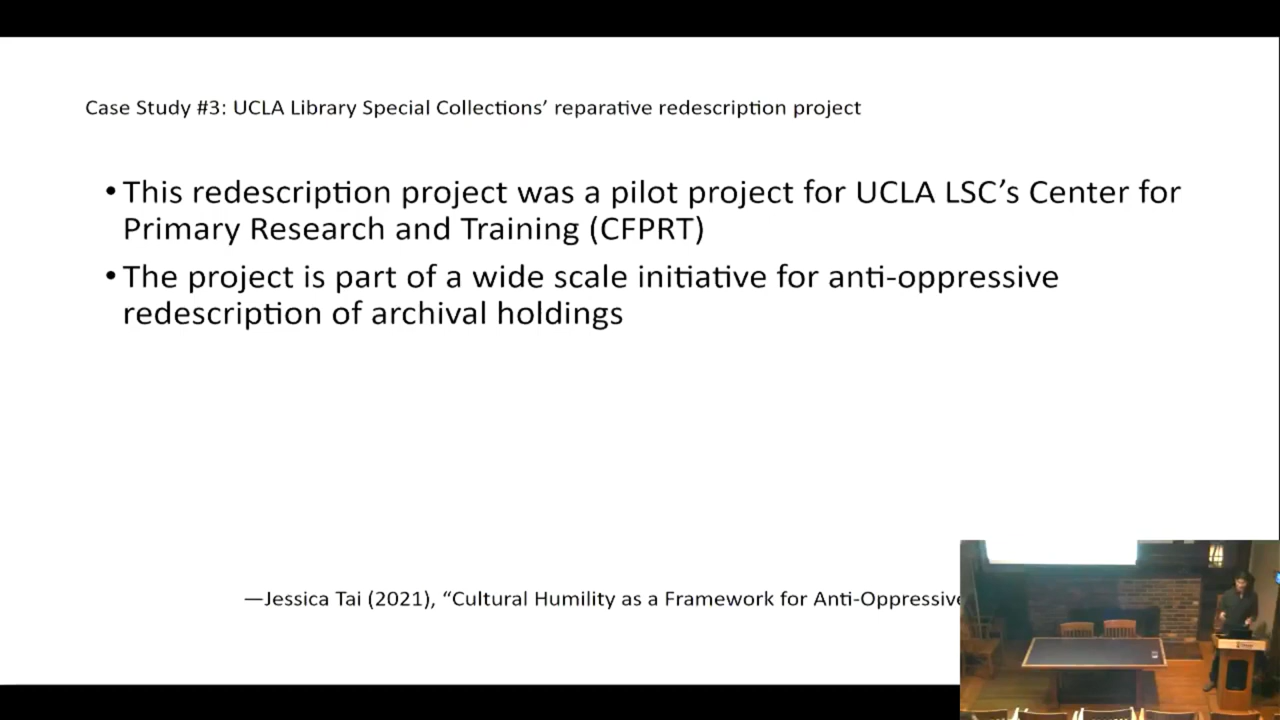 Case Study #3: UCLA Library Special Collections’ reparative redescription project
• This redescription project was a pilot project for UCLA LSC’s Center for
Primary Research and Training (CFPRT)
• The project is part of a wide scale initiative for anti-oppressive
redescription of archival holdings
—Jessica Tai (2021), “Cultural Humility as a Framework for Anti-Oppressive